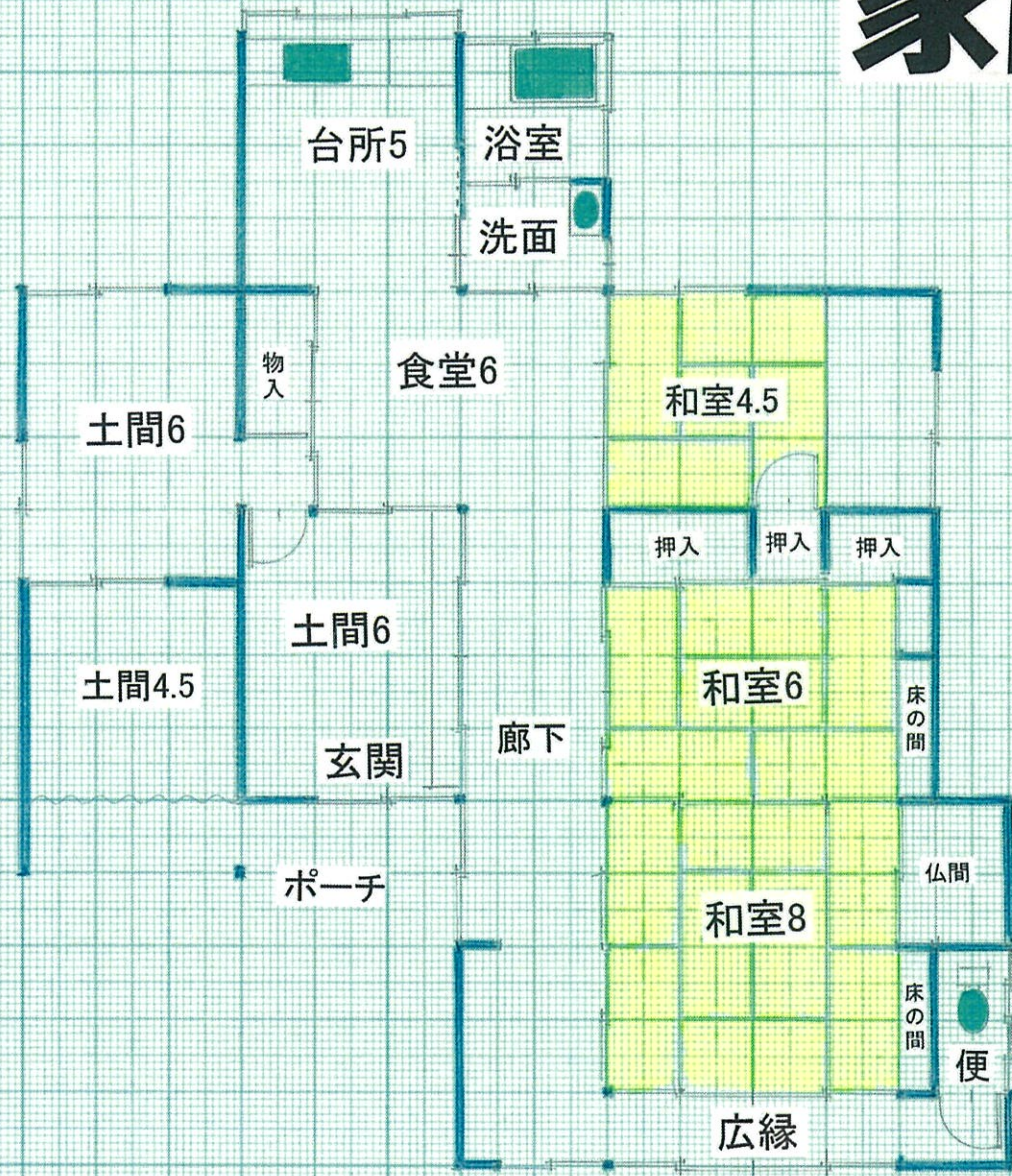 家
台所5
浴室
洗面
物入
食堂6
和室4.5
土間6
押入
押入
押入
土間6
土間4.5
和室6
床の間
廊下
玄関
ポーチ
仏間
和室8
床の間
便
広縁